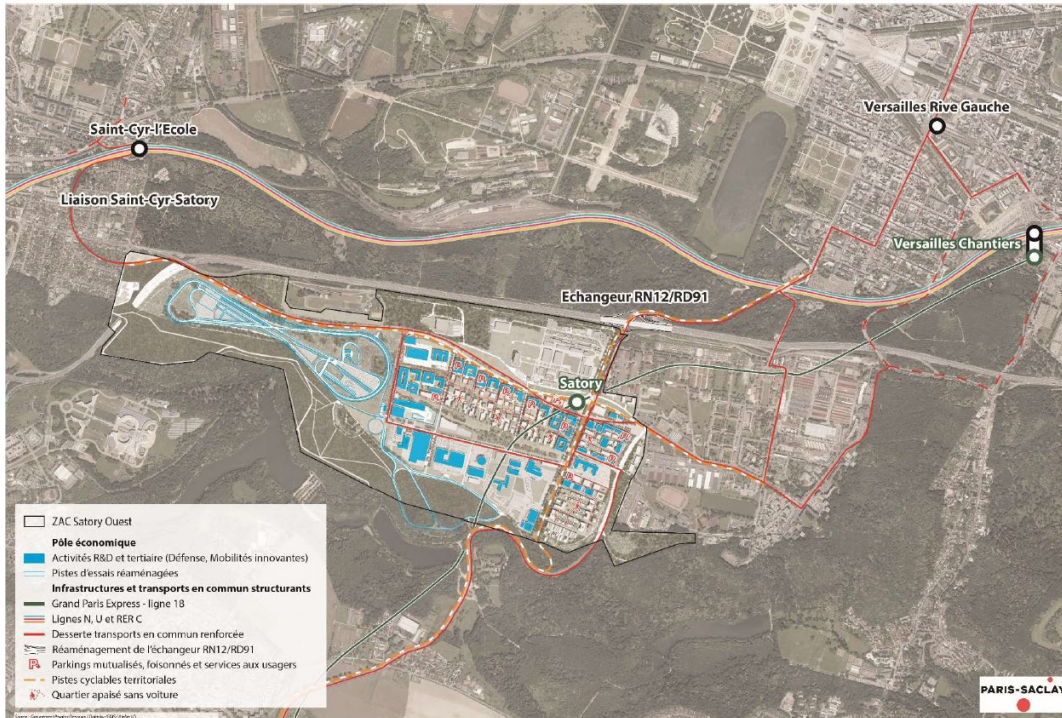 Versailles Rive Gauche
Saint-Cyr-l'Ecole
Liaison Saint-Cyr-Satory
Versailles Chantiers
Echangeur RN12/RD91
Satory
ZAC Satory Ouest
Pôle économique
Activités R&D et tertiaire (Défense, Mobilités innovantes)
Pistes d'essais réaménagées
Infrastructures et transports en commun structurants
Grand Paris Express - ligne 18
Lignes N, U et RER C
Desserte transports en commun renforcée
Réaménagement de l'échangeur RN12/RD91
Parkings mutualisés, foisonnés et services aux usagers
Pistes cyclables territoriales
Quartier apaisé sans voiture
PARIS-SACLAY